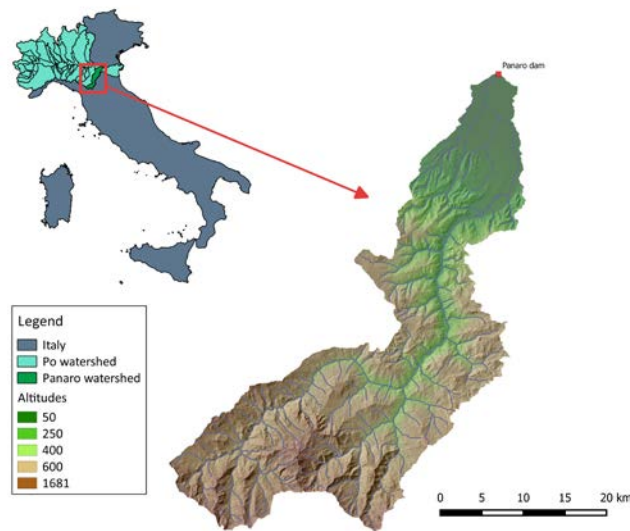 Panaro dam
Legend
Italy
Po watershed
Panaro watershed
Altitudes
50
250
400
600
1681
0 5 10 15 20 km